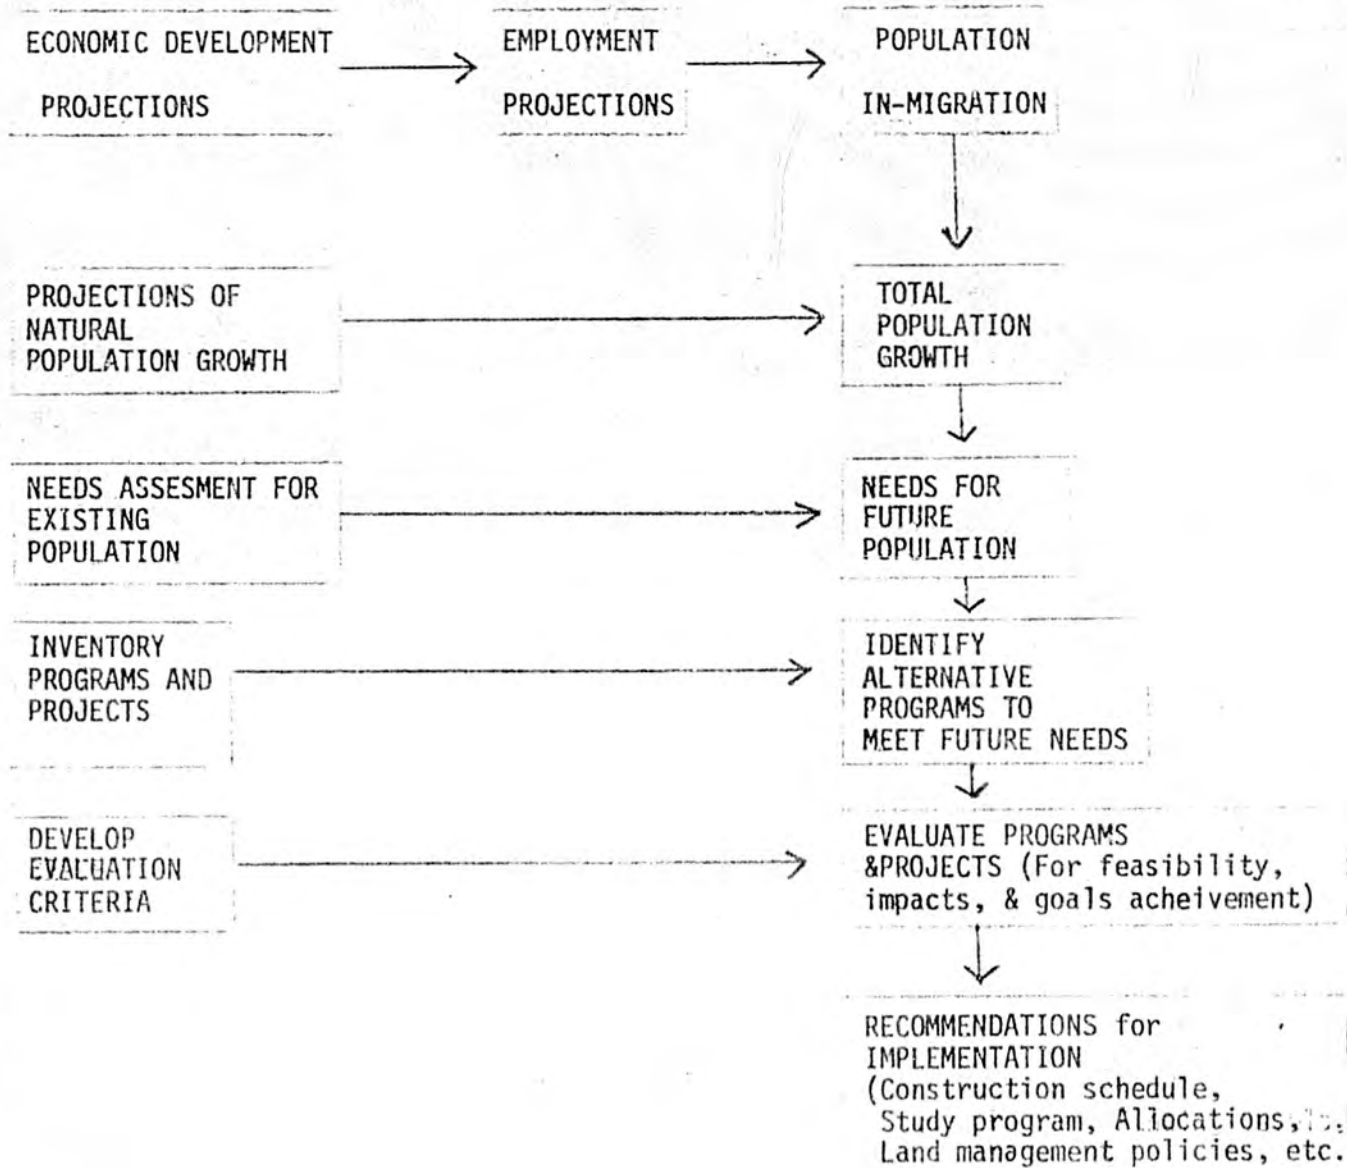 ECONOMIC DEVELOPMENT
PROJECTIONS
EMPLOYMENT
PROJECTIONS
POPULATION
IN-MIGRATION
PROJECTIONS OF
NATURAL
POPULATION GROWTH
TOTAL
POPULATION
GROWTH
NEEDS ASSESMENT FOR
EXISTING
POPULATION
NEEDS FOR
FUTURE
POPULATION
INVENTORY
PROGRAMS AND
PROJECTS
IDENTIFY
ALTERNATIVE
PROGRAMS TO
MEET FUTURE NEEDS
DEVELOP
EVALUATION
CRITERIA
EVALUATE PROGRAMS
&PROJECTS (For feasibility,
impacts, & goals acheivement)
RECOMMENDATIONS for
IMPLEMENTATION
(Construction schedule,
Study program, Allocations,
Land management policies, etc.